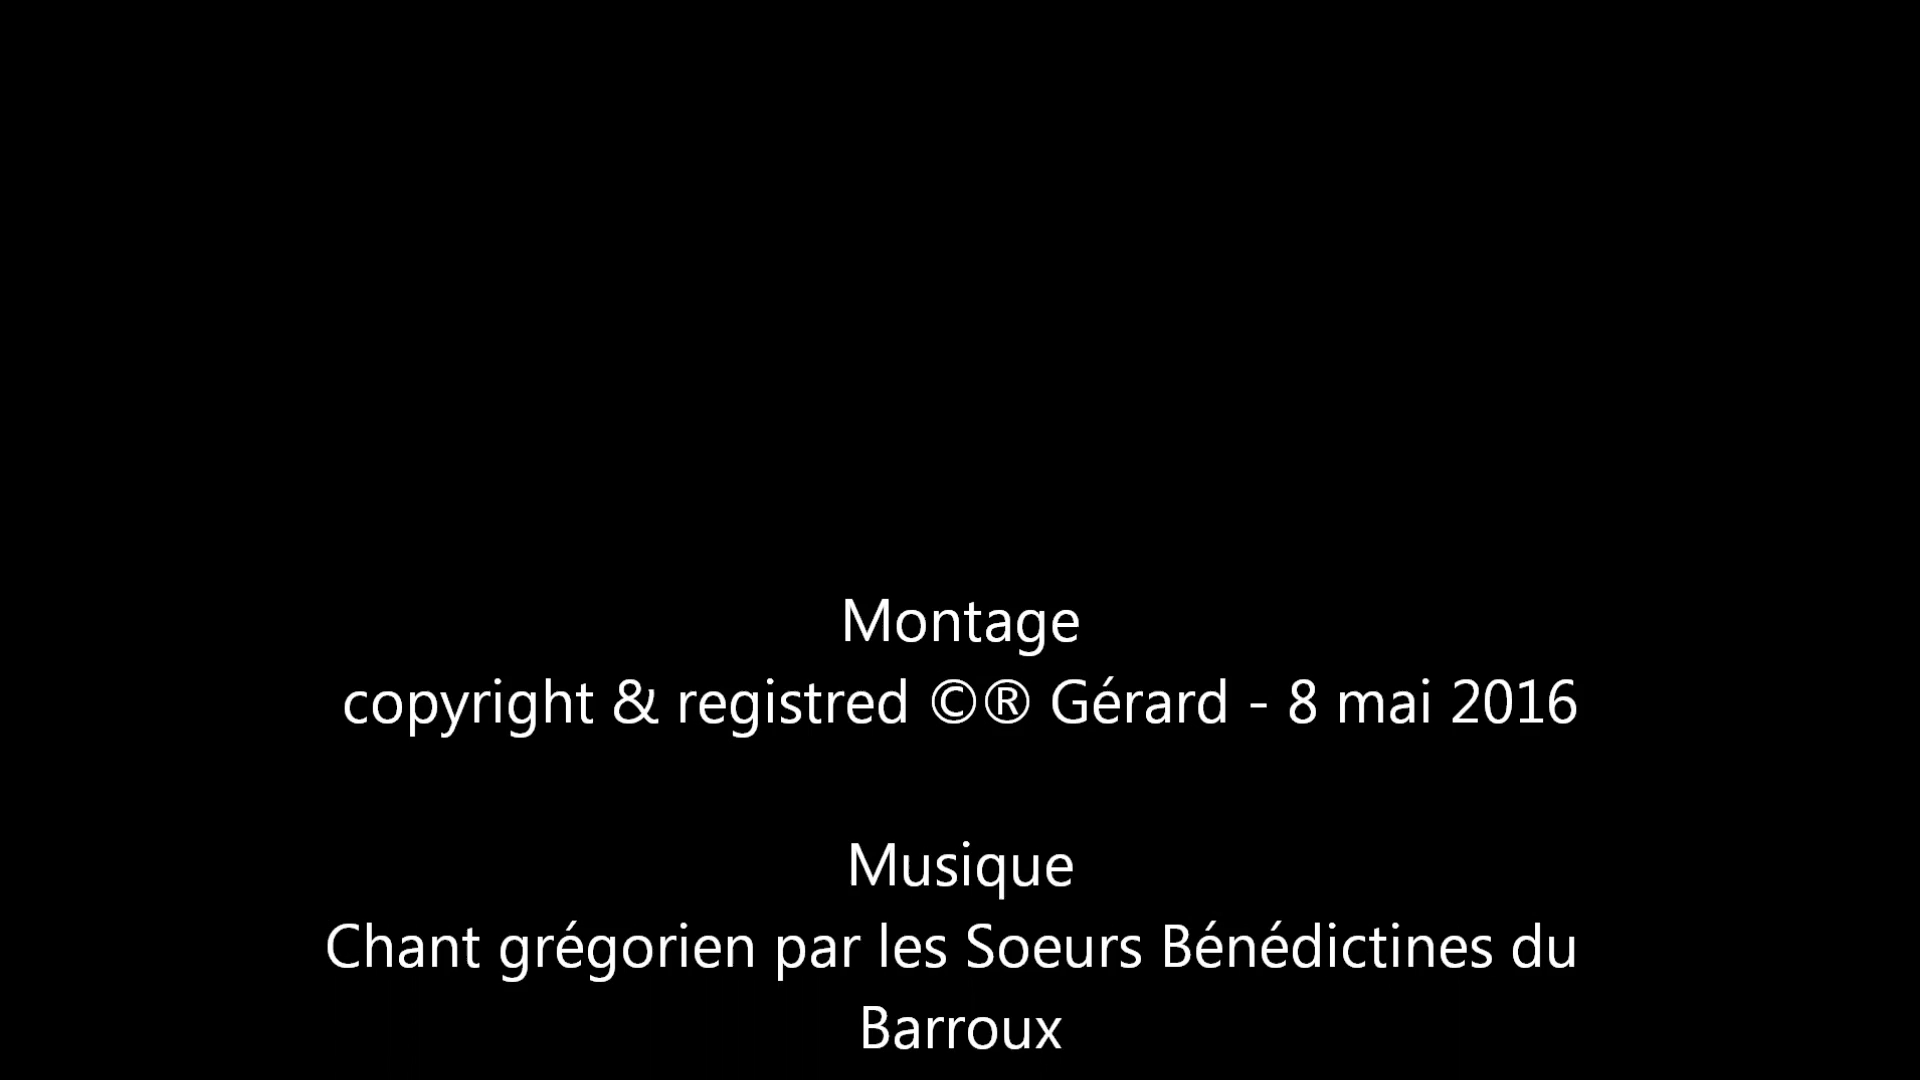 Montage
copyright & registred ©® Gérard - 8 mai 2016
Musique
Chant grégorien par les Soeurs Bénédictines du
Barroux